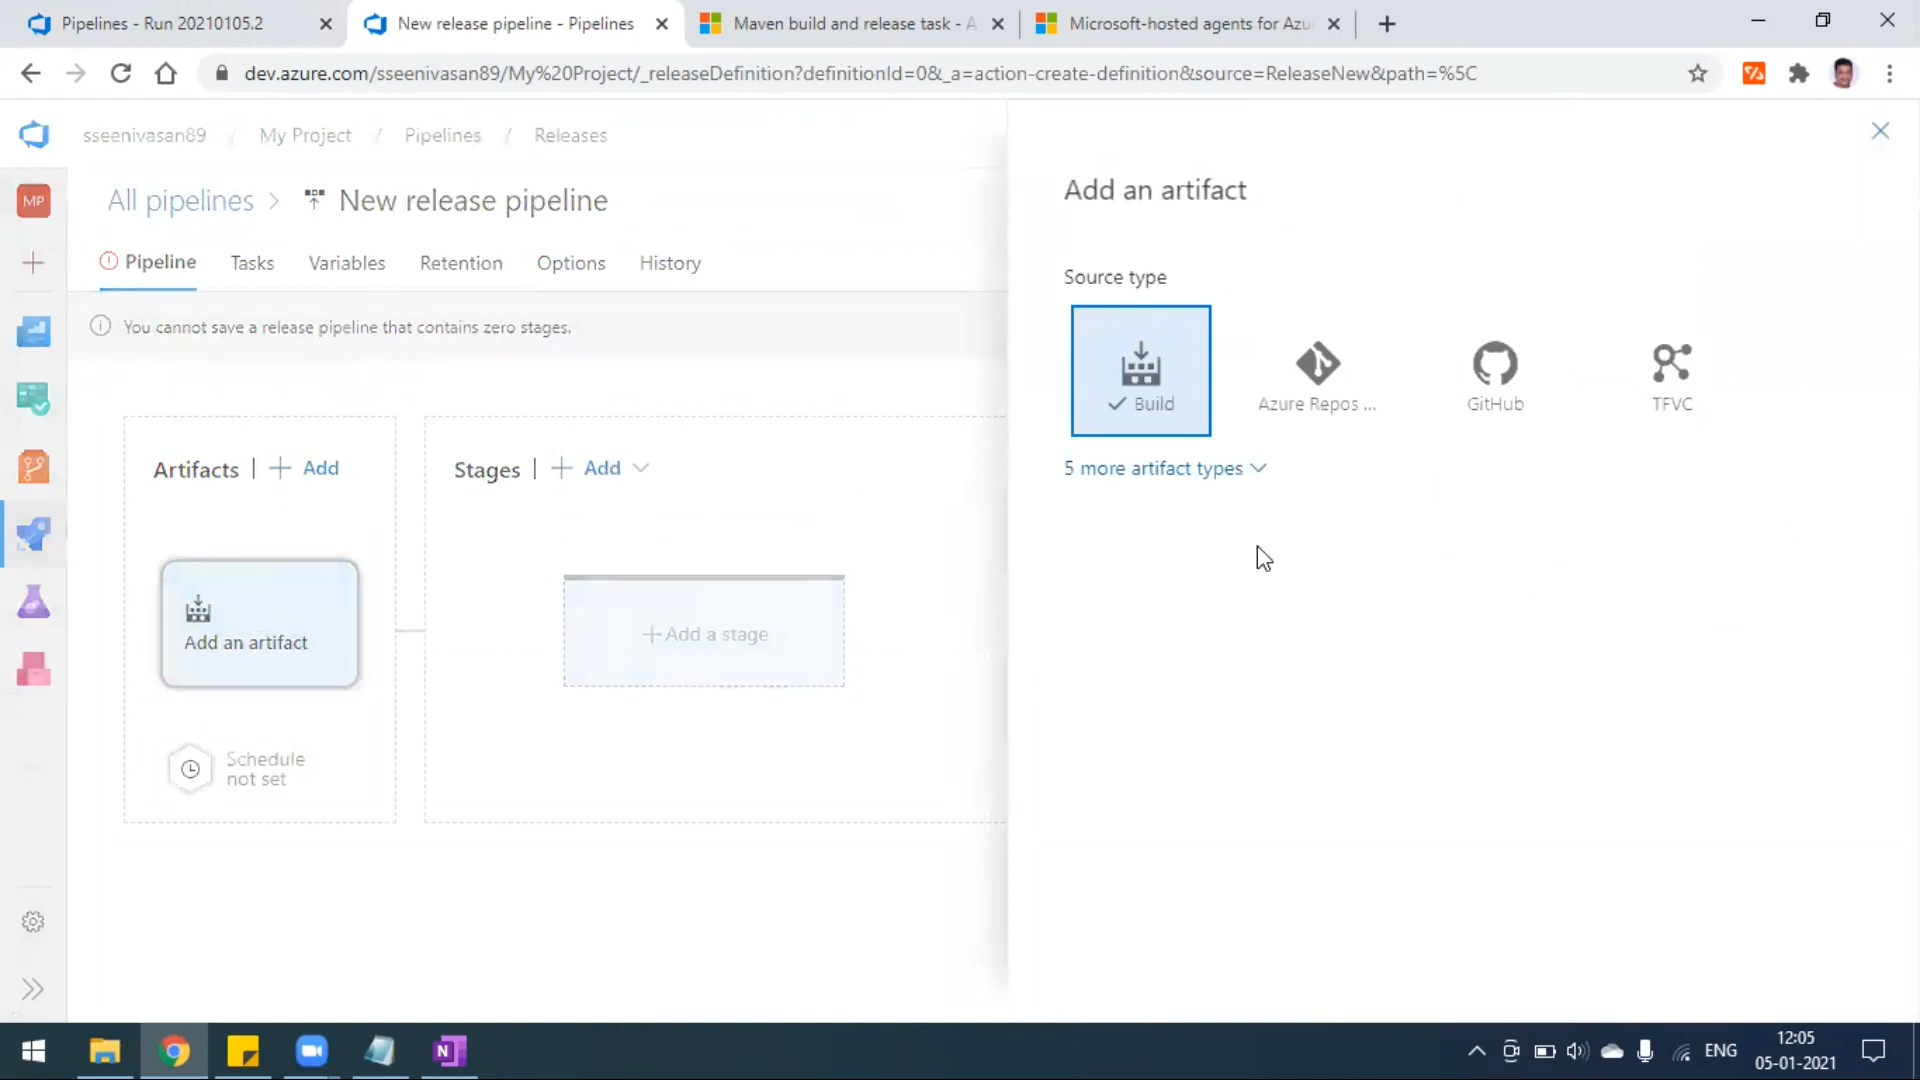 Pipelines - Run 20210105.2
New release pipeline - Pipelines
Maven build and release task - A
Microsoft-hosted agents for Azu
dev.azure.com/sseenivasan89/My%20Project/_releaseDefinition?definitionId=0&_a=action-create-definition&source=ReleaseNew&path=%5C
sseenivasan89 / My Project / Pipelines / Releases
MP
All pipelines > New release pipeline
Pipeline Tasks Variables Retention Options History
You cannot save a release pipeline that contains zero stages.
Artifacts | + Add
Stages | + Add
Add an artifact
+ Add a stage
Schedule
not set
Add an artifact
Source type
Build
Azure Repos ...
GitHub
TFVC
5 more artifact types
N
ENG
12:05
05-01-2021